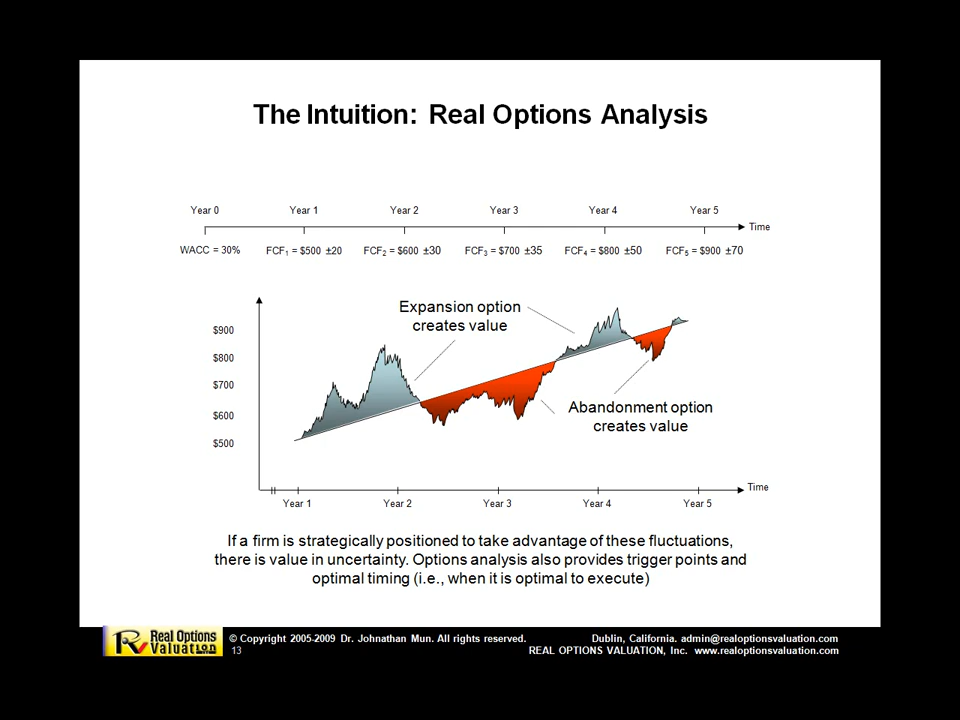 The Intuition: Real Options Analysis
Year 0 Year 1 Year 2 Year 3 Year 4 Year 5
Time
WACC = 30% FCF₁ = $500 ±20 FCF₂ = $600 ±30 FCF₃ = $700 ±35 FCF₄ = $800 ±50 FCF₅ = $900 ±70
Expansion option
creates value
$900
$800
$700
$600
$500
Abandonment option
creates value
Time
Year 1 Year 2 Year 3 Year 4 Year 5
If a firm is strategically positioned to take advantage of these fluctuations,
there is value in uncertainty. Options analysis also provides trigger points and
optimal timing (i.e., when it is optimal to execute)
Real Options
Valuation
© Copyright 2005-2009 Dr. Johnathan Mun. All rights reserved. Dublin, California. admin@realoptionsvaluation.com
13 REAL OPTIONS VALUATION, Inc. www.realoptionsvaluation.com